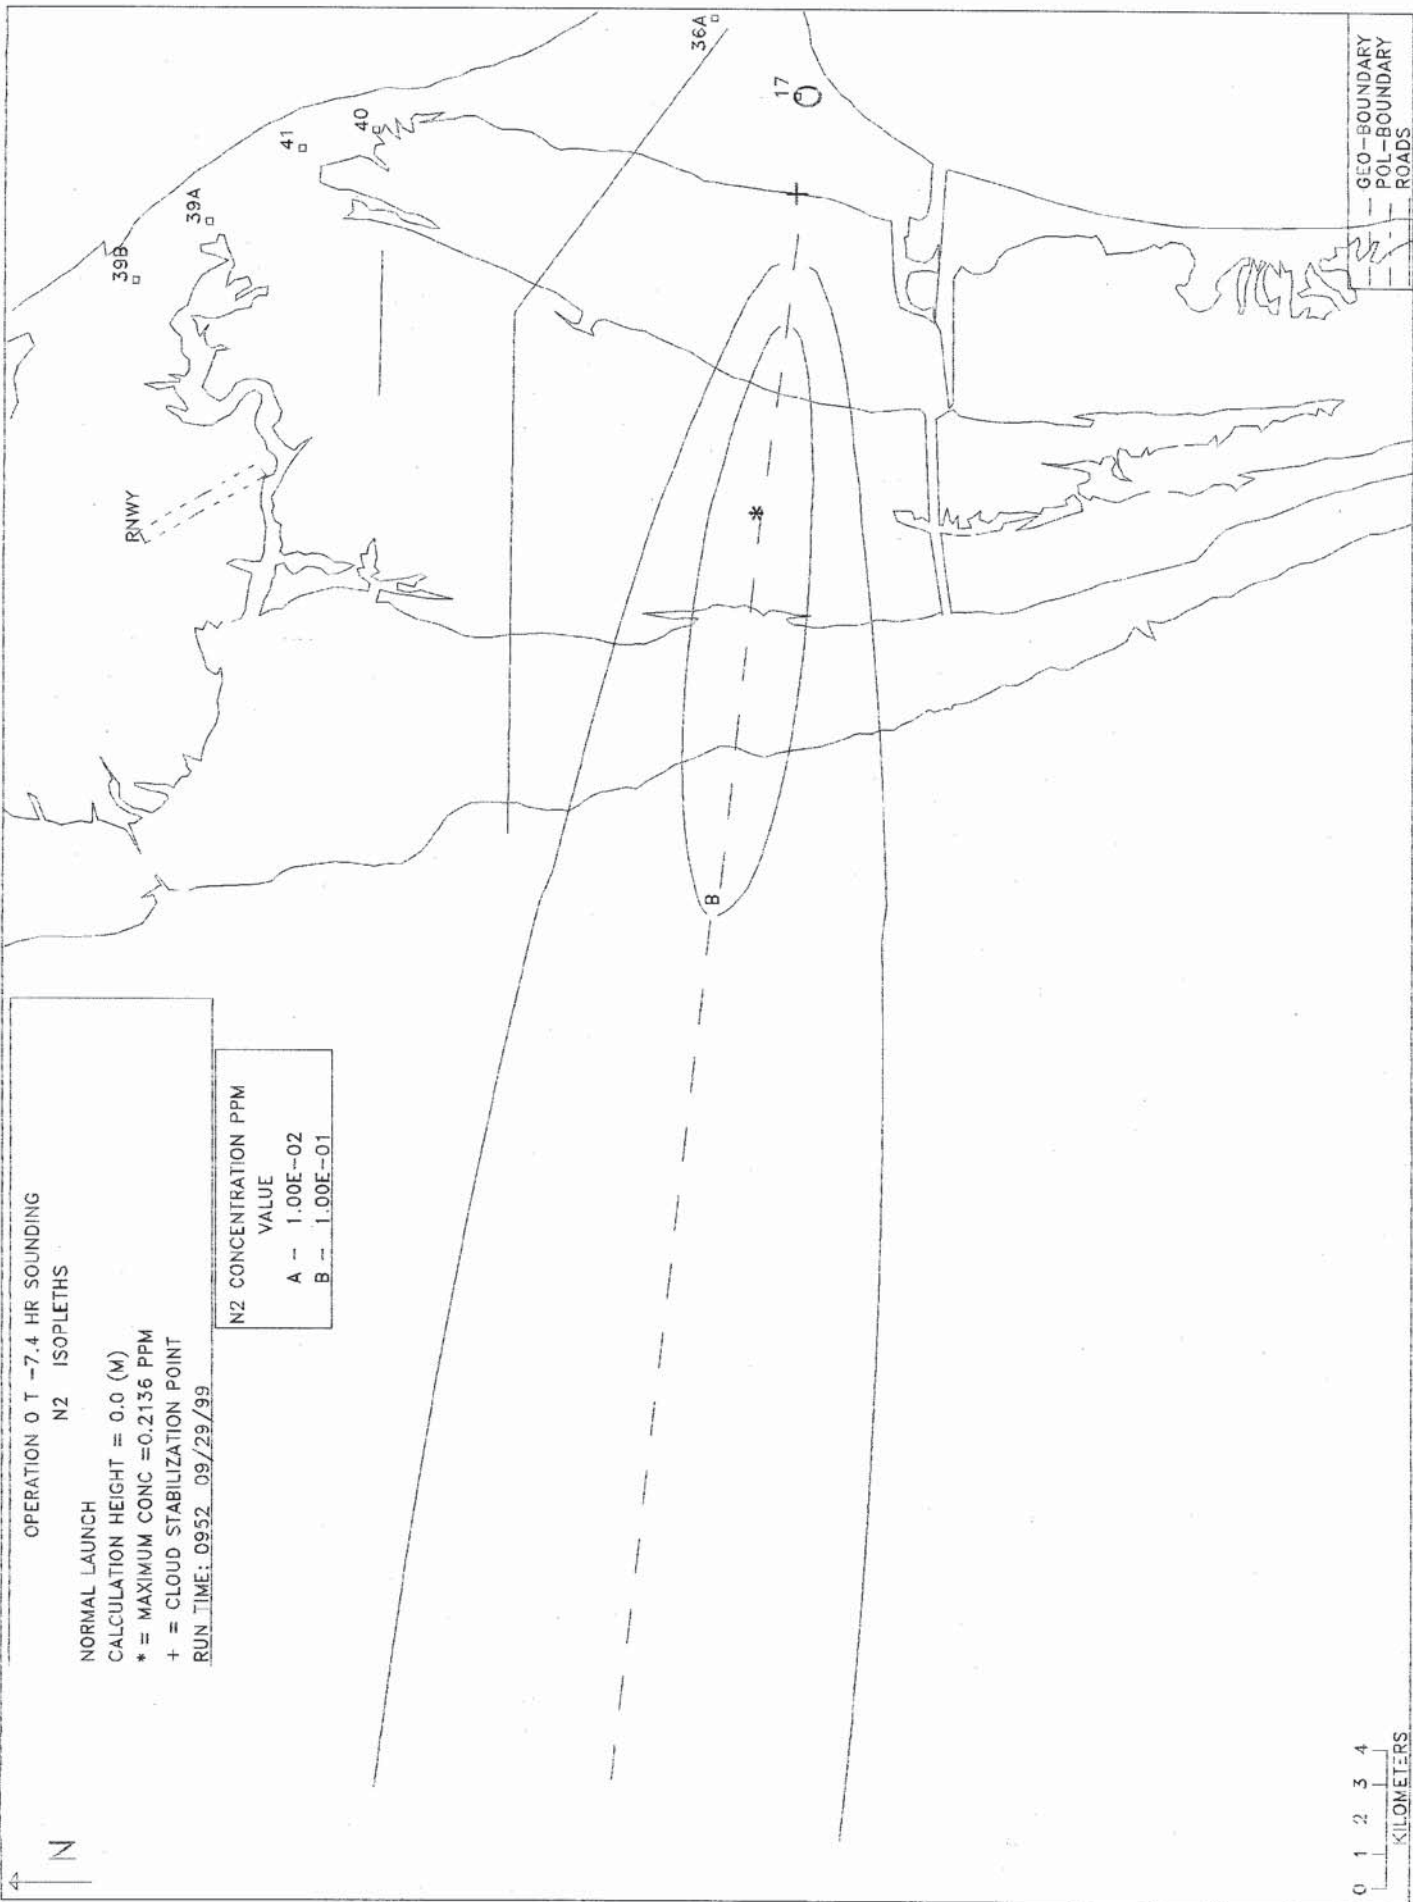 N
OPERATION 0 T -7.4 HR SOUNDING
N2 ISOPLETHS
NORMAL LAUNCH
CALCULATION HEIGHT = 0.0 (M)
* = MAXIMUM CONC =0.2136 PPM
+ = CLOUD STABILIZATION POINT
RUN TIME: 0952 09/29/99
N2 CONCENTRATION PPM
VALUE
A -- 1.00E-02
B -- 1.00E-01
RNWY
39B
39A
41
40
36A
17
B
*
+
0 1 2 3 4
KILOMETERS
GEO-BOUNDARY
POL-BOUNDARY
ROADS